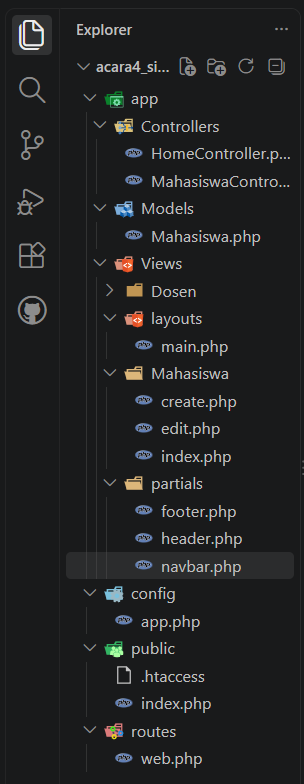 Explorer
acara4_si...
app
Controllers
HomeController.p...
MahasiswaContro...
Models
Mahasiswa.php
Views
Dosen
layouts
main.php
Mahasiswa
create.php
edit.php
index.php
partials
footer.php
header.php
navbar.php
config
app.php
public
.htaccess
index.php
routes
web.php